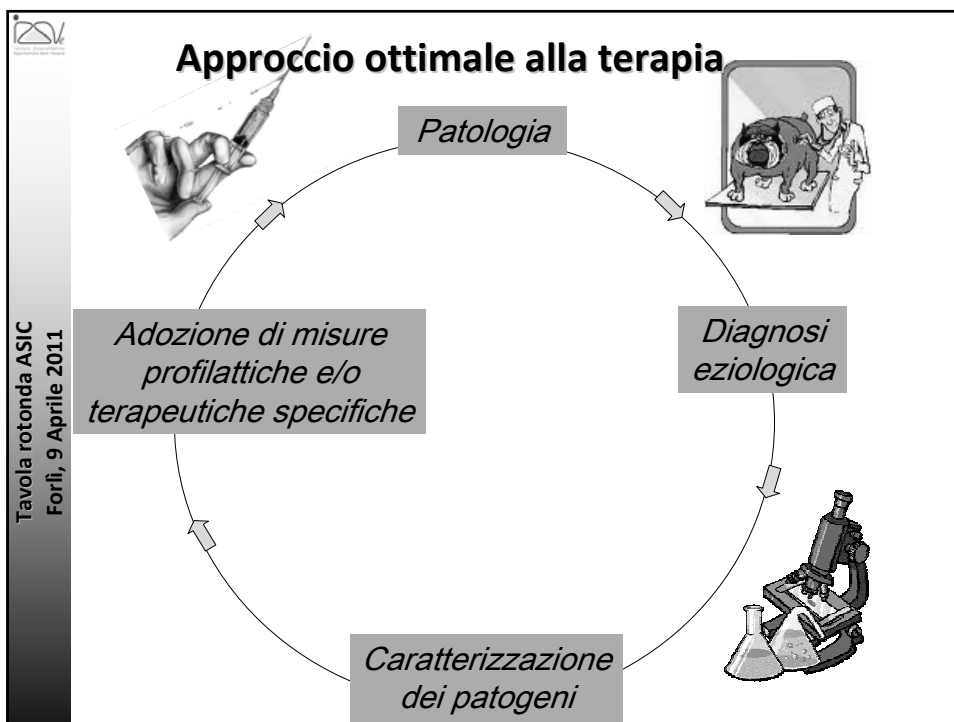 Approccio ottimale alla terapia
Patologia
Diagnosi
eziologica
Caratterizzazione
dei patogeni
Adozione di misure
profilattiche e/o
terapeutiche specifiche
Tavola rotonda ASIC
Forlì, 9 Aprile 2011